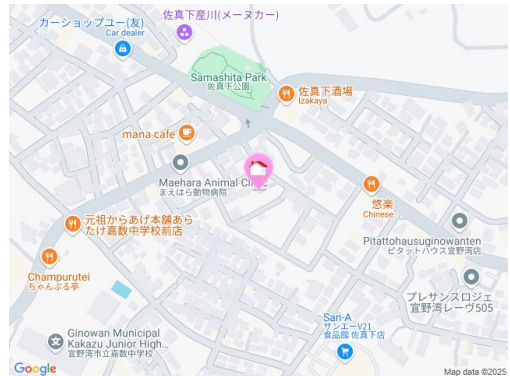 カーショップユー(友)
Car dealer
佐真下産川(メーヌカー)
Samashita Park
佐真下公園
佐真下酒場
Izakaya
mana cafe
Maehara Animal Clinic
まえはら動物病院
悠楽
Chinese
元祖からあげ本舗あら
たけ嘉数中学校前店
Pitattohausuginowanten
ピタットハウス宜野湾店
Champurutei
ちゃんぷる亭
プレサンスロジェ
宜野湾レーヴ505
San-A
サンエーV21
食品館 佐真下店
Ginowan Municipal
Kakazu Junior High...
宜野湾市立嘉数中学校
Google
Map data ©2025